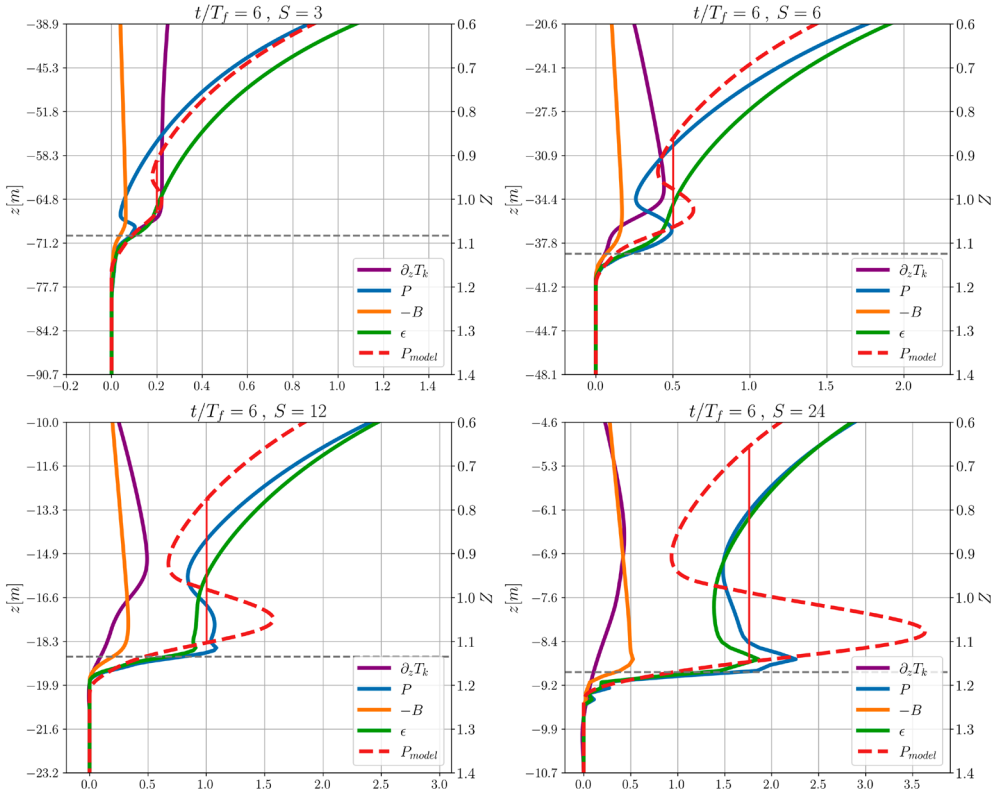 t/T_f = 6 , S = 3
−38.9
−45.3
−51.8
−58.3
−64.8
−71.2
−77.7
−84.2
−90.7
z[m]
0.6
0.7
0.8
0.9
1.0
1.1
1.2
1.3
1.4
Z
−0.2 0.0 0.2 0.4 0.6 0.8 1.0 1.2 1.4
∂_zT_k
P
−B
ϵ
P_model
t/T_f = 6 , S = 6
−20.6
−24.1
−27.5
−30.9
−34.4
−37.8
−41.2
−44.7
−48.1
z[m]
0.6
0.7
0.8
0.9
1.0
1.1
1.2
1.3
1.4
Z
0.0 0.5 1.0 1.5 2.0
∂_zT_k
P
−B
ϵ
P_model
t/T_f = 6 , S = 12
−10.0
−11.6
−13.3
−14.9
−16.6
−18.3
−19.9
−21.6
−23.2
z[m]
0.6
0.7
0.8
0.9
1.0
1.1
1.2
1.3
1.4
Z
0.0 0.5 1.0 1.5 2.0 2.5 3.0
∂_zT_k
P
−B
ϵ
P_model
t/T_f = 6 , S = 24
−4.6
−5.3
−6.1
−6.9
−7.6
−8.4
−9.2
−9.9
−10.7
z[m]
0.6
0.7
0.8
0.9
1.0
1.1
1.2
1.3
1.4
Z
0.0 0.5 1.0 1.5 2.0 2.5 3.0 3.5
∂_zT_k
P
−B
ϵ
P_model